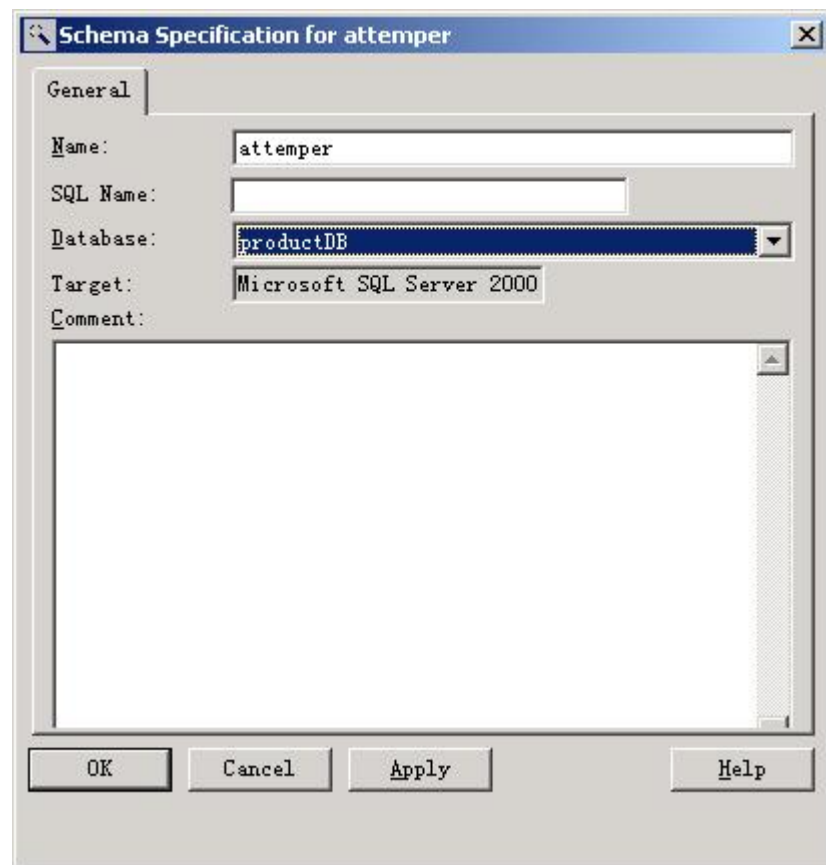 Schema Specification for attemper
General
Name: attemper
SQL Name:
Database: productDB
Target: Microsoft SQL Server 2000
Comment:
OK Cancel Apply Help